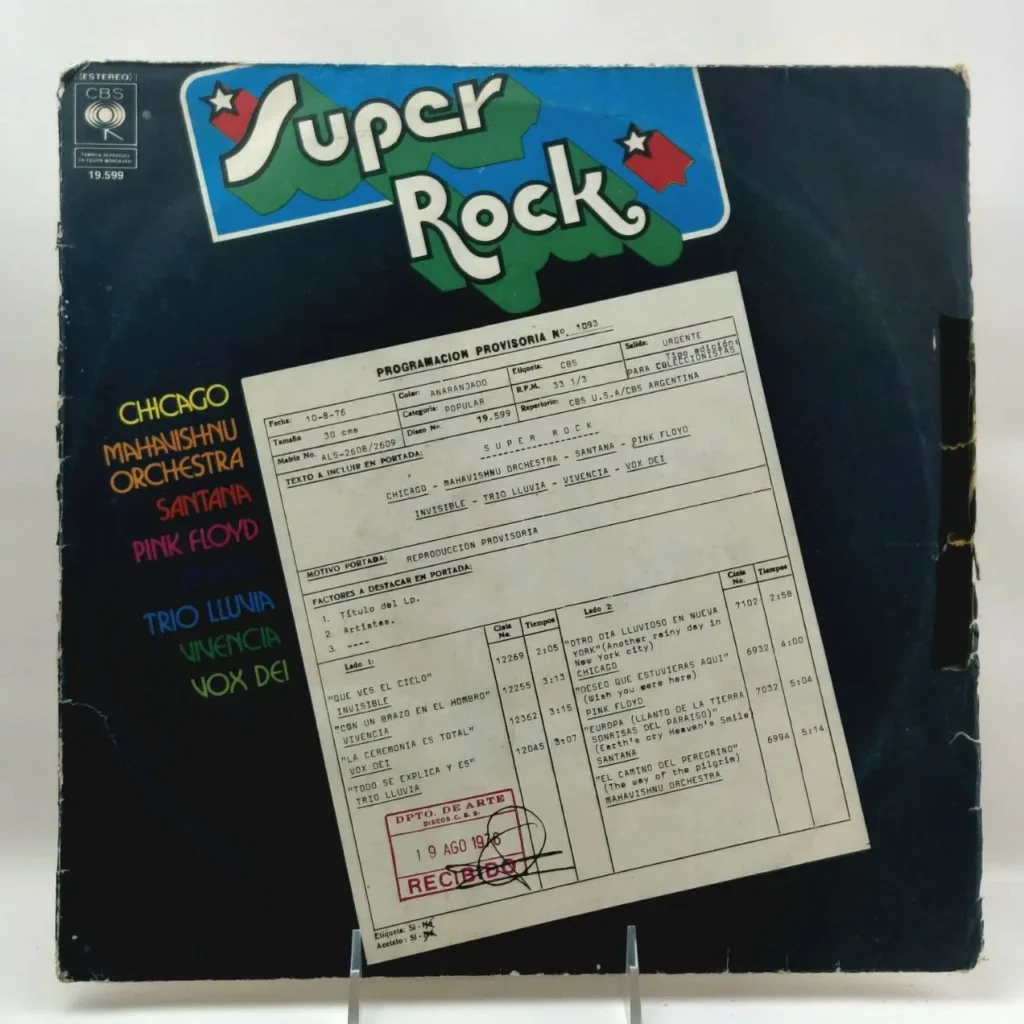 (ESTEREO)
CBS
19.599
Super
Rock
CHICAGO
MAHAVISHNU
ORCHESTRA
SANTANA
PINK FLOYD
TRIO LLUVIA
VIVENCIA
VOX DEI
PROGRAMACION PROVISORIA Nº. 1093
Fecha: 10-8-76
Color: ANARANJADO
Etiqueta: CBS
Salida: URGENTE
Tamaño 30 cms
Categoria: POPULAR
R.P.M. 33 1/3
Tipo edición:
PARA COLECCIONISTAS
Matriz No. ALS-2608/2609
Disco Nº. 19.599
Repertorio: CBS U.S.A/CBS ARGENTINA
TEXTO A INCLUIR EN PORTADA:
SUPER ROCK
CHICAGO - MAHAVISHNU ORCHESTRA - SANTANA - PINK FLOYD
INVISIBLE - TRIO LLUVIA - VIVENCIA - VOX DEI
MOTIVO PORTADA: REPRODUCCION PROVISORIA
FACTORES A DESTACAR EN PORTADA:
1. Título del Lp.
2. Artistas.
3. ----
Lado 1: Cinta No. Tiempos
"QUE VES EL CIELO" 12269 2:05
INVISIBLE
"CON UN BRAZO EN EL HOMBRO" 12255 3:13
VIVENCIA
"LA CEREMONIA ES TOTAL" 12362 3:15
VOX DEI
"TODO SE EXPLICA Y ES" 12045 3:07
TRIO LLUVIA
Lado 2: Cinta No. Tiempos
"OTRO DIA LLUVIOSO EN NUEVA 7102 2:58
YORK"(Another rainy day in
New York city)
CHICAGO
"DESEO QUE ESTUVIERAS AQUI" 6932 4:00
(Wish you were here)
PINK FLOYD
"EUROPA (LLANTO DE LA TIERRA 7032 5:04
SONRISAS DEL PARAISO)"
(Earth's cry Heaven's Smile)
SANTANA
"EL CAMINO DEL PEREGRINO" 6994 5:14
(The way of the pilgrim)
MAHAVISHNU ORCHESTRA
DPTO. DE ARTE
DISCOS C.B.S.
19 AGO 1976
RECIBIDO
Etiqueta: Si - No
Acetato: Si - No